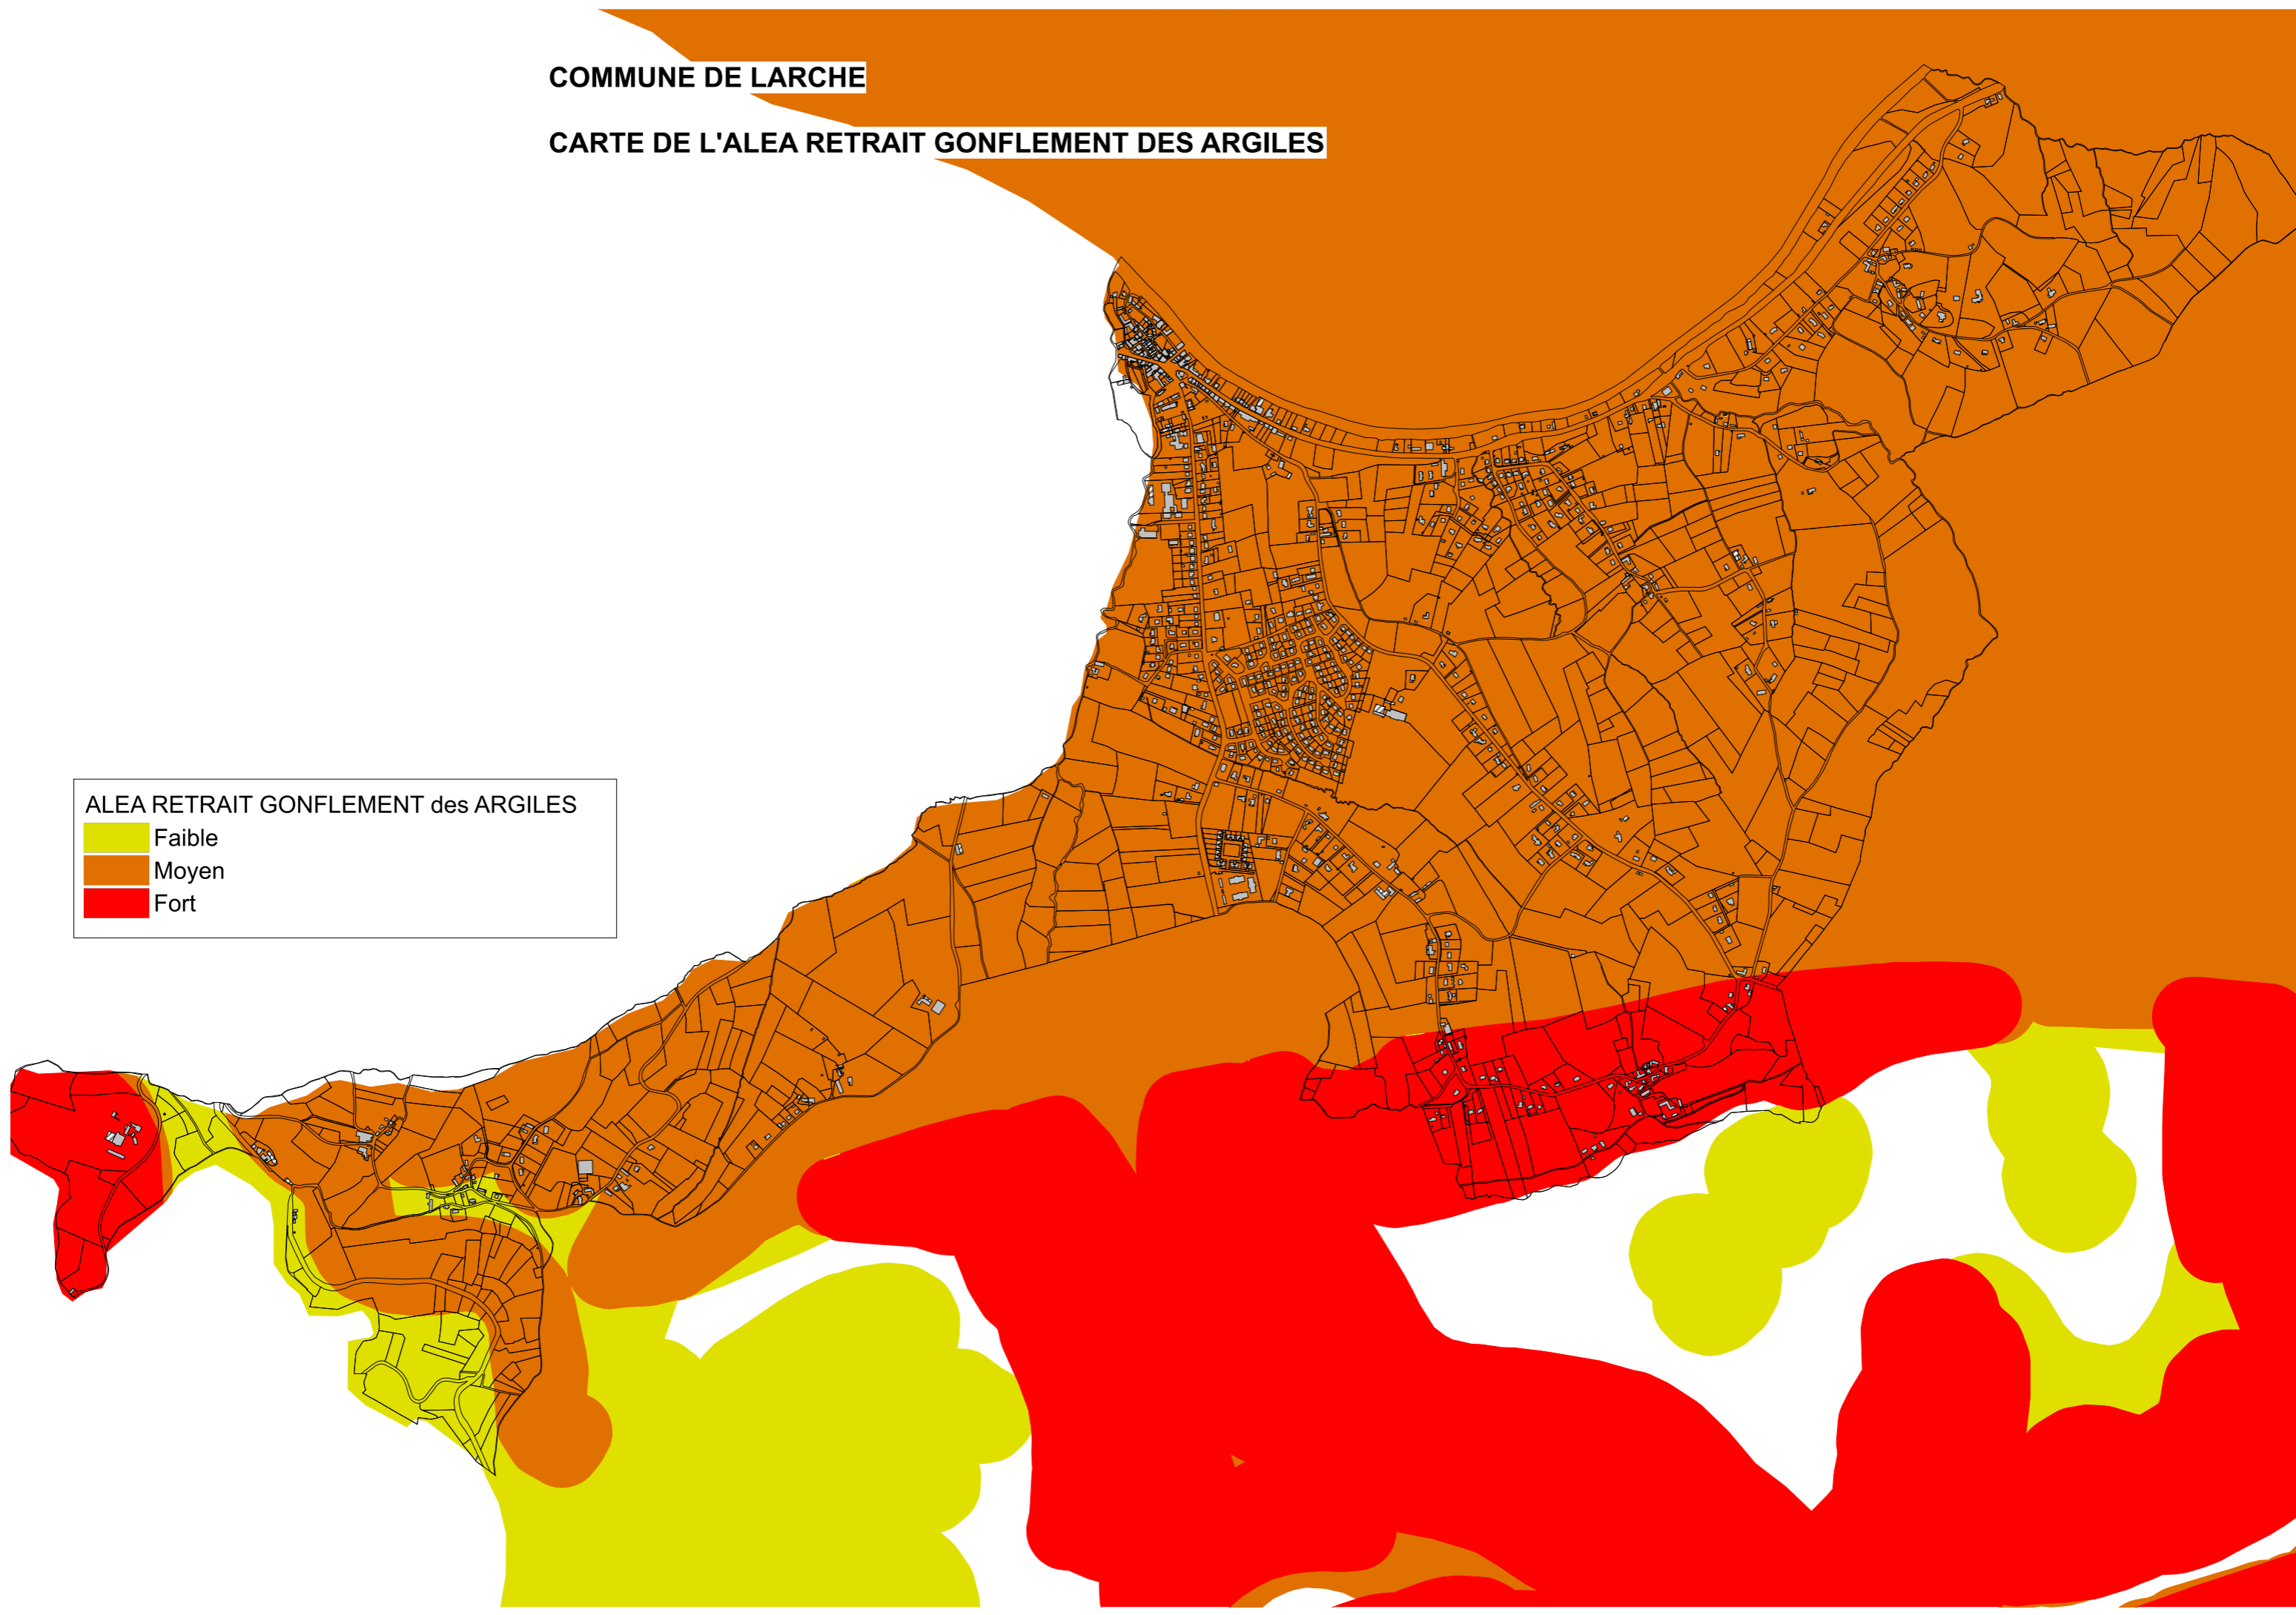 COMMUNE DE LARCHE
CARTE DE L'ALEA RETRAIT GONFLEMENT DES ARGILES
ALEA RETRAIT GONFLEMENT des ARGILES
Faible
Moyen
Fort